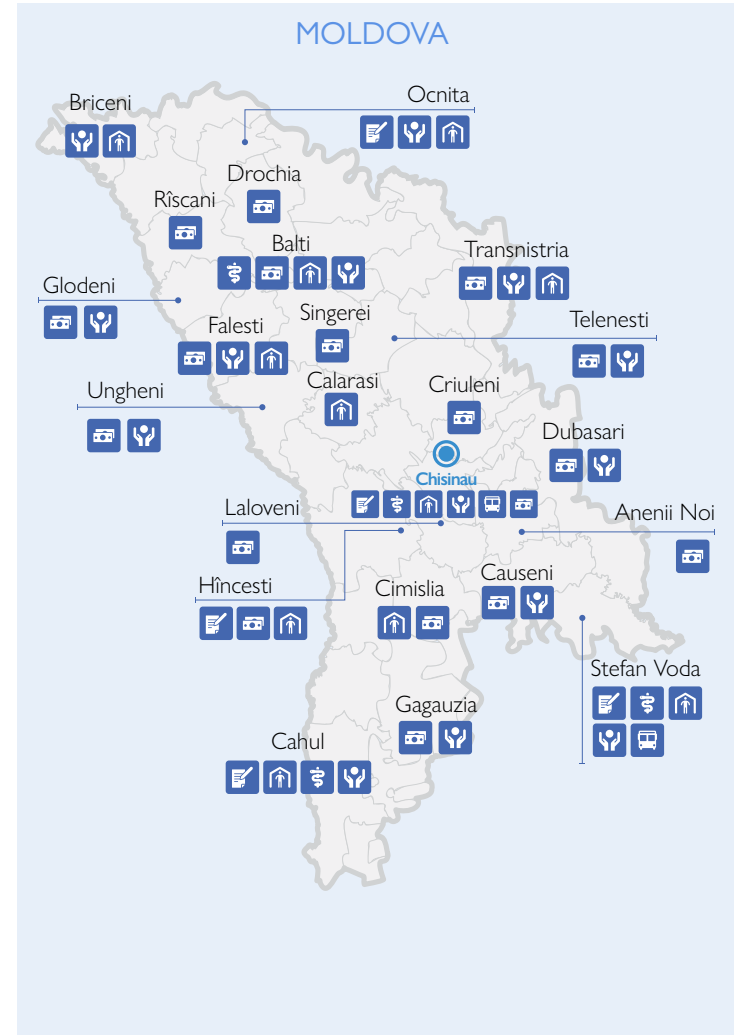 MOLDOVA
Briceni
Ocnita
Drochia
Rîscani
Balti
Transnistria
Glodeni
Falesti
Singerei
Telenesti
Ungheni
Calarasi
Criuleni
Dubasari
Chisinau
Laloveni
Anenii Noi
Hîncesti
Cimislia
Causeni
Stefan Voda
Gagauzia
Cahul